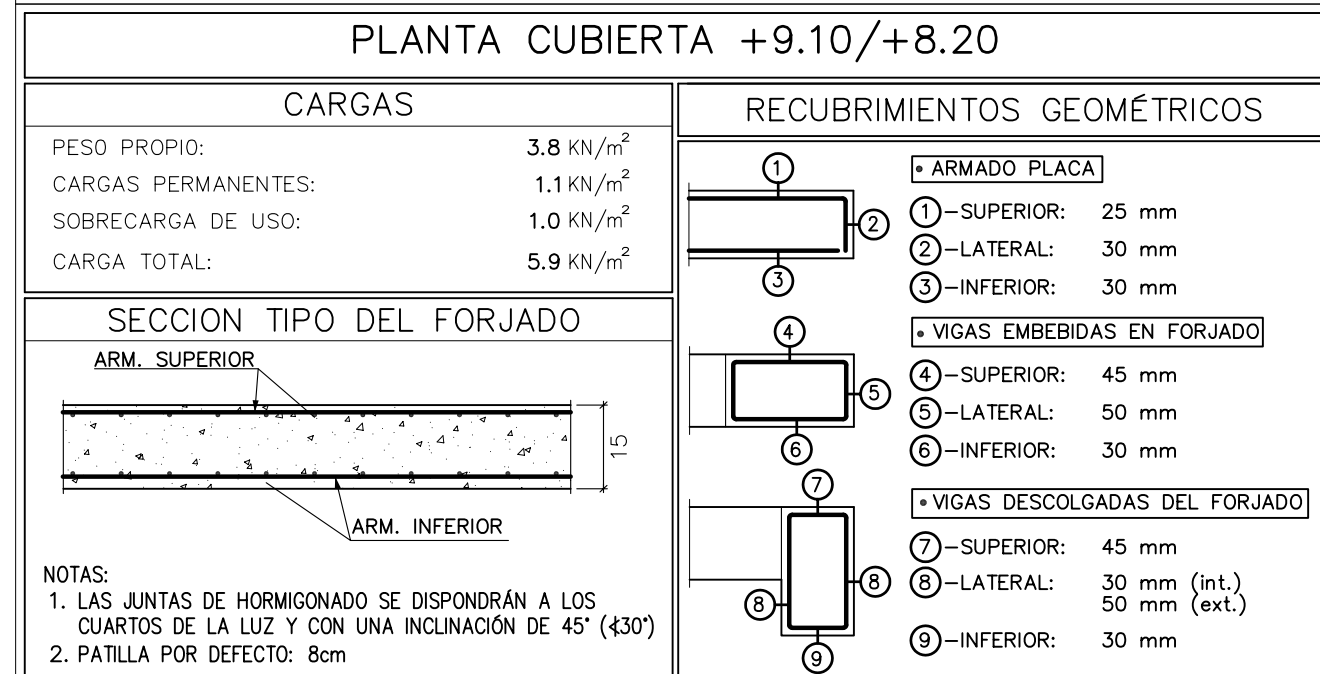 PLANTA CUBIERTA +9.10/+8.20
CARGAS
PESO PROPIO: 3.8 KN/m²
CARGAS PERMANENTES: 1.1 KN/m²
SOBRECARGA DE USO: 1.0 KN/m²
CARGA TOTAL: 5.9 KN/m²
SECCION TIPO DEL FORJADO
ARM. SUPERIOR
15
ARM. INFERIOR
NOTAS:
1. LAS JUNTAS DE HORMIGONADO SE DISPONDRÁN A LOS
CUARTOS DE LA LUZ Y CON UNA INCLINACIÓN DE 45° (∢30°)
2. PATILLA POR DEFECTO: 8cm
RECUBRIMIENTOS GEOMÉTRICOS
1
2
3
• ARMADO PLACA
1-SUPERIOR: 25 mm
2-LATERAL: 30 mm
3-INFERIOR: 30 mm
4
5
6
• VIGAS EMBEBIDAS EN FORJADO
4-SUPERIOR: 45 mm
5-LATERAL: 50 mm
6-INFERIOR: 30 mm
7
8
8
9
• VIGAS DESCOLGADAS DEL FORJADO
7-SUPERIOR: 45 mm
8-LATERAL: 30 mm (int.)
50 mm (ext.)
9-INFERIOR: 30 mm